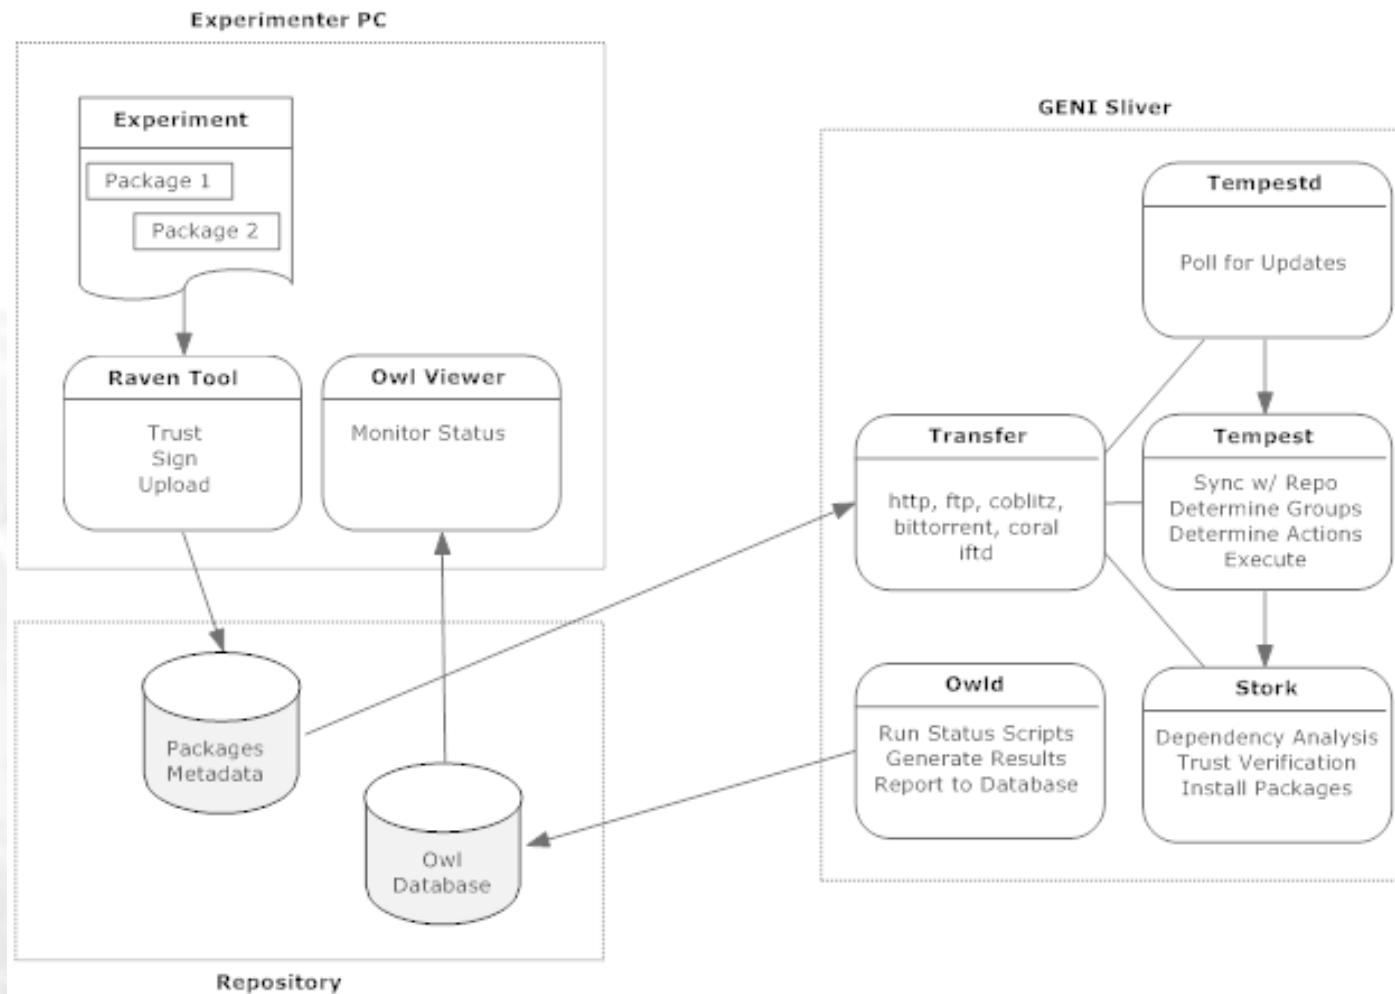 Experimenter PC
Experiment
Package 1
Package 2
Raven Tool
Trust
Sign
Upload
Owl Viewer
Monitor Status
Packages
Metadata
Owl
Database
Repository
GENI Sliver
Tempestd
Poll for Updates
Transfer
http, ftp, coblitz,
bittorrent, coral
iftd
Tempest
Sync w/ Repo
Determine Groups
Determine Actions
Execute
Owld
Run Status Scripts
Generate Results
Report to Database
Stork
Dependency Analysis
Trust Verification
Install Packages